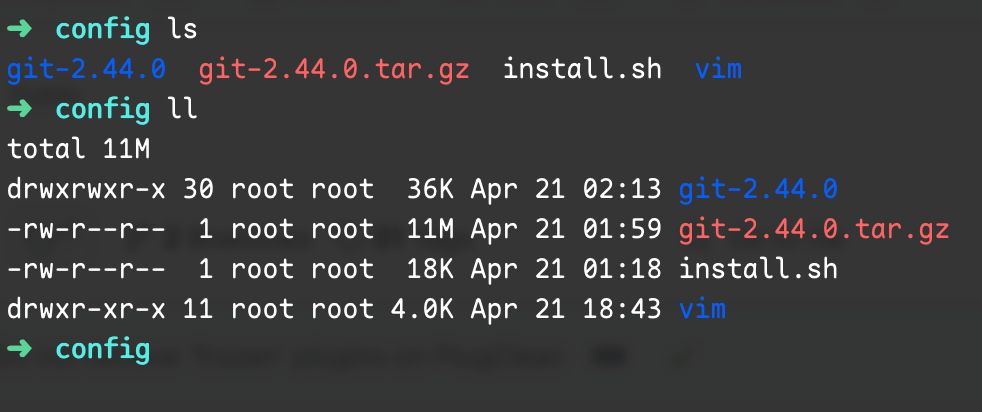 ➜ config ls
git-2.44.0 git-2.44.0.tar.gz install.sh vim
➜ config ll
total 11M
drwxrwxr-x 30 root root 36K Apr 21 02:13 git-2.44.0
-rw-r--r-- 1 root root 11M Apr 21 01:59 git-2.44.0.tar.gz
-rw-r--r-- 1 root root 18K Apr 21 01:18 install.sh
drwxr-xr-x 11 root root 4.0K Apr 21 18:43 vim
➜ config